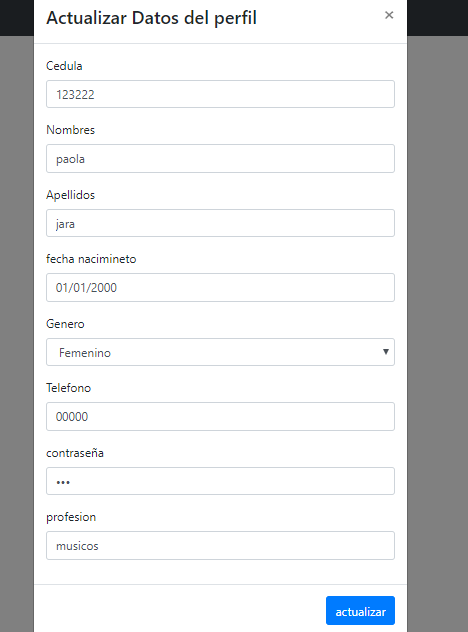 Actualizar Datos del perfil ×
Cedula
123222
Nombres
paola
Apellidos
jara
fecha nacimineto
01/01/2000
Genero
Femenino
Telefono
00000
contraseña
•••
profesion
musicos
actualizar